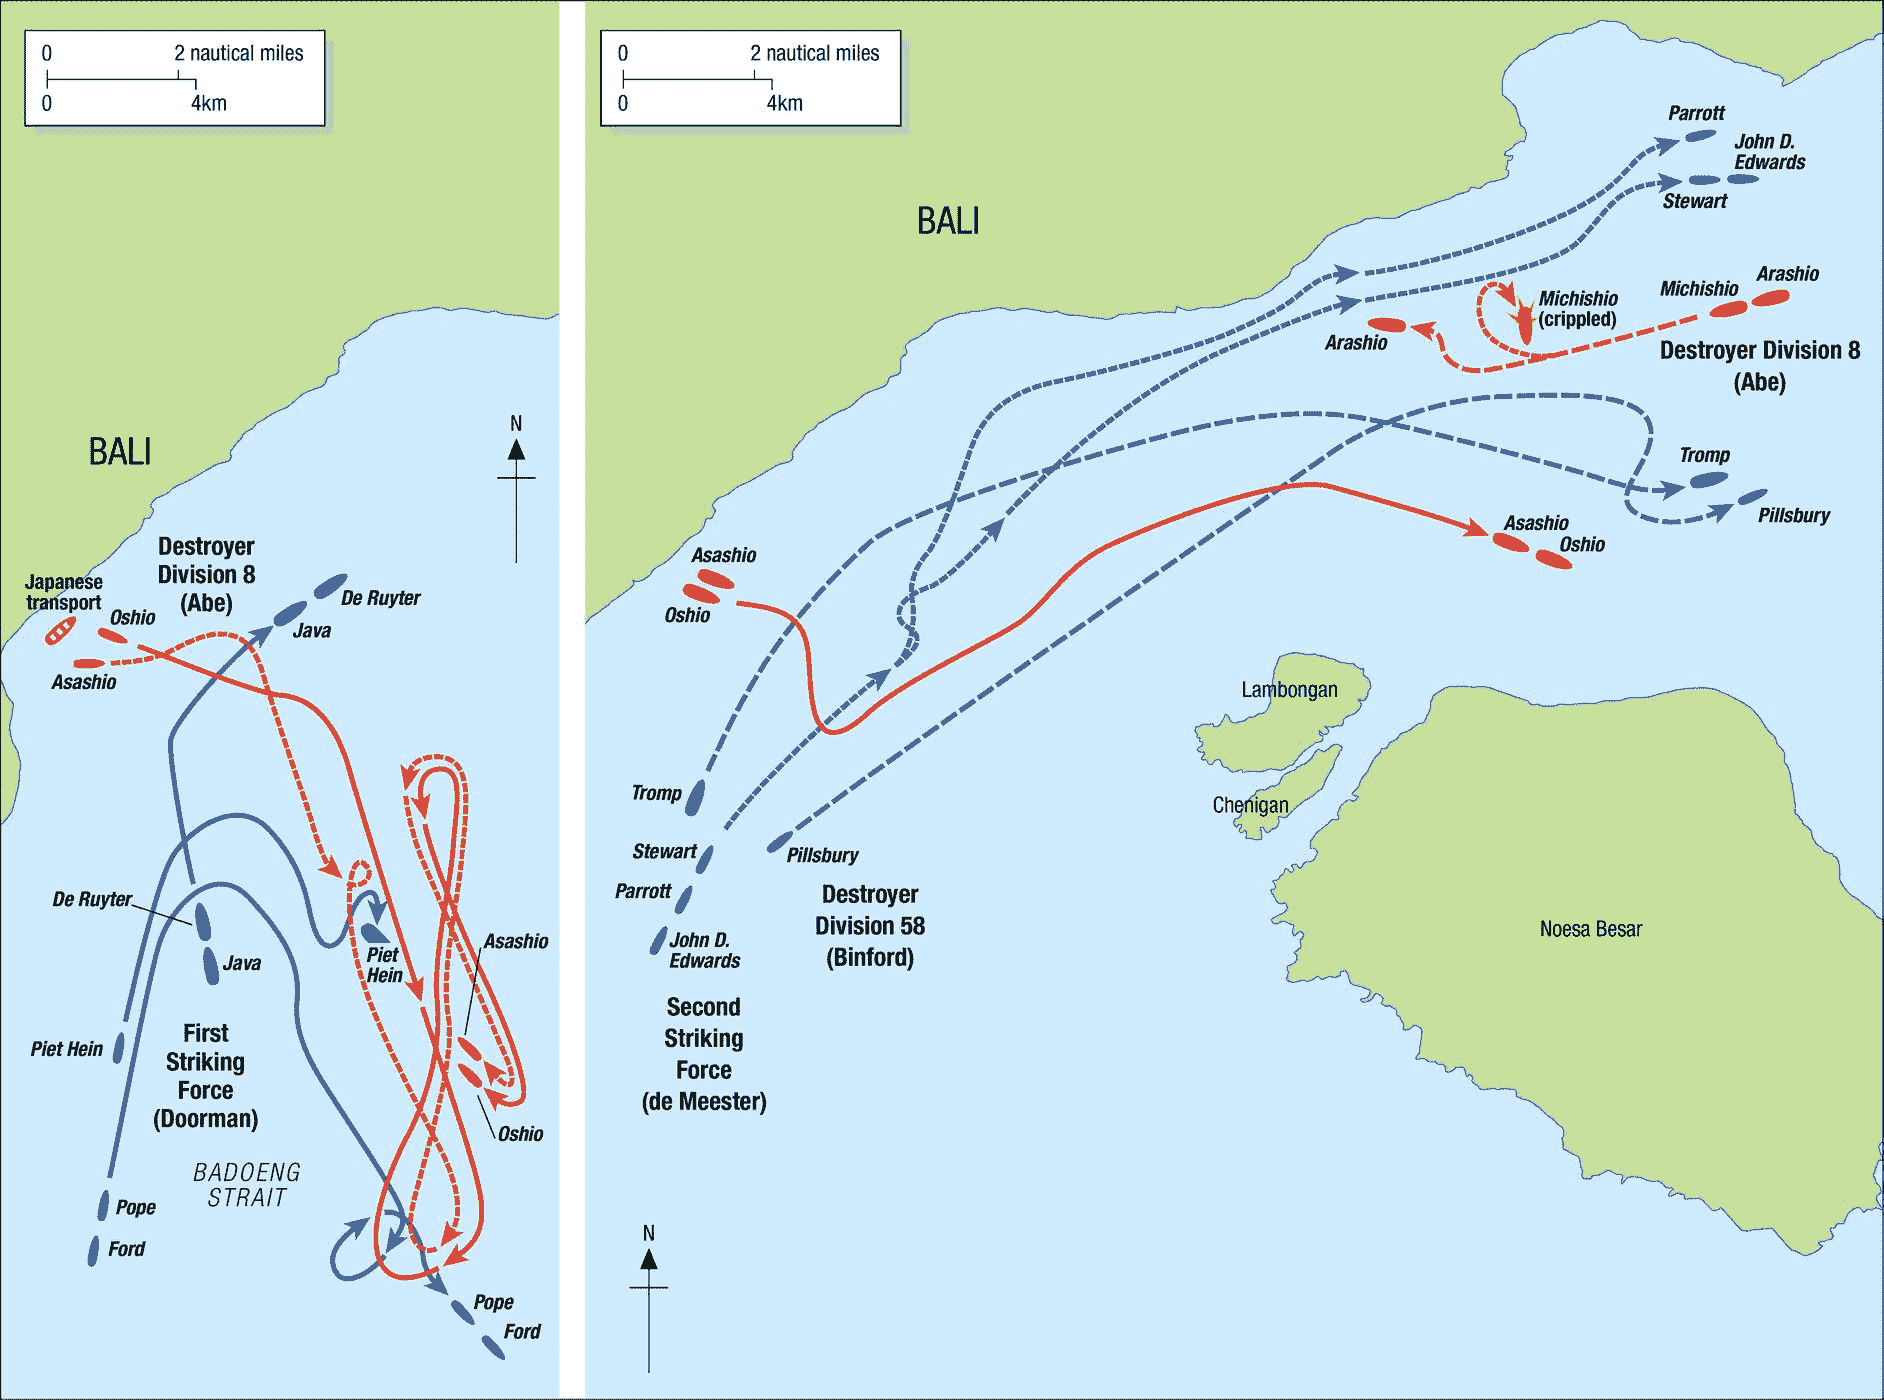 0 2 nautical miles
0 4km
BALI
N
Destroyer
Division 8
(Abe)
Japanese
transport
Oshio
Asashio
De Ruyter
Java
De Ruyter
Java
Piet
Hein
Asashio
Piet Hein
First
Striking
Force
(Doorman)
Oshio
BADOENG
STRAIT
Pope
Ford
Pope
Ford
0 2 nautical miles
0 4km
BALI
Parrott
John D.
Edwards
Stewart
Arashio
Michishio
Michishio
(crippled)
Arashio
Destroyer Division 8
(Abe)
Tromp
Pillsbury
Asashio
Oshio
Asashio
Oshio
Lambongan
Chenigan
Noesa Besar
Tromp
Stewart
Pillsbury
Parrott
John D.
Edwards
Destroyer
Division 58
(Binford)
Second
Striking
Force
(de Meester)
N